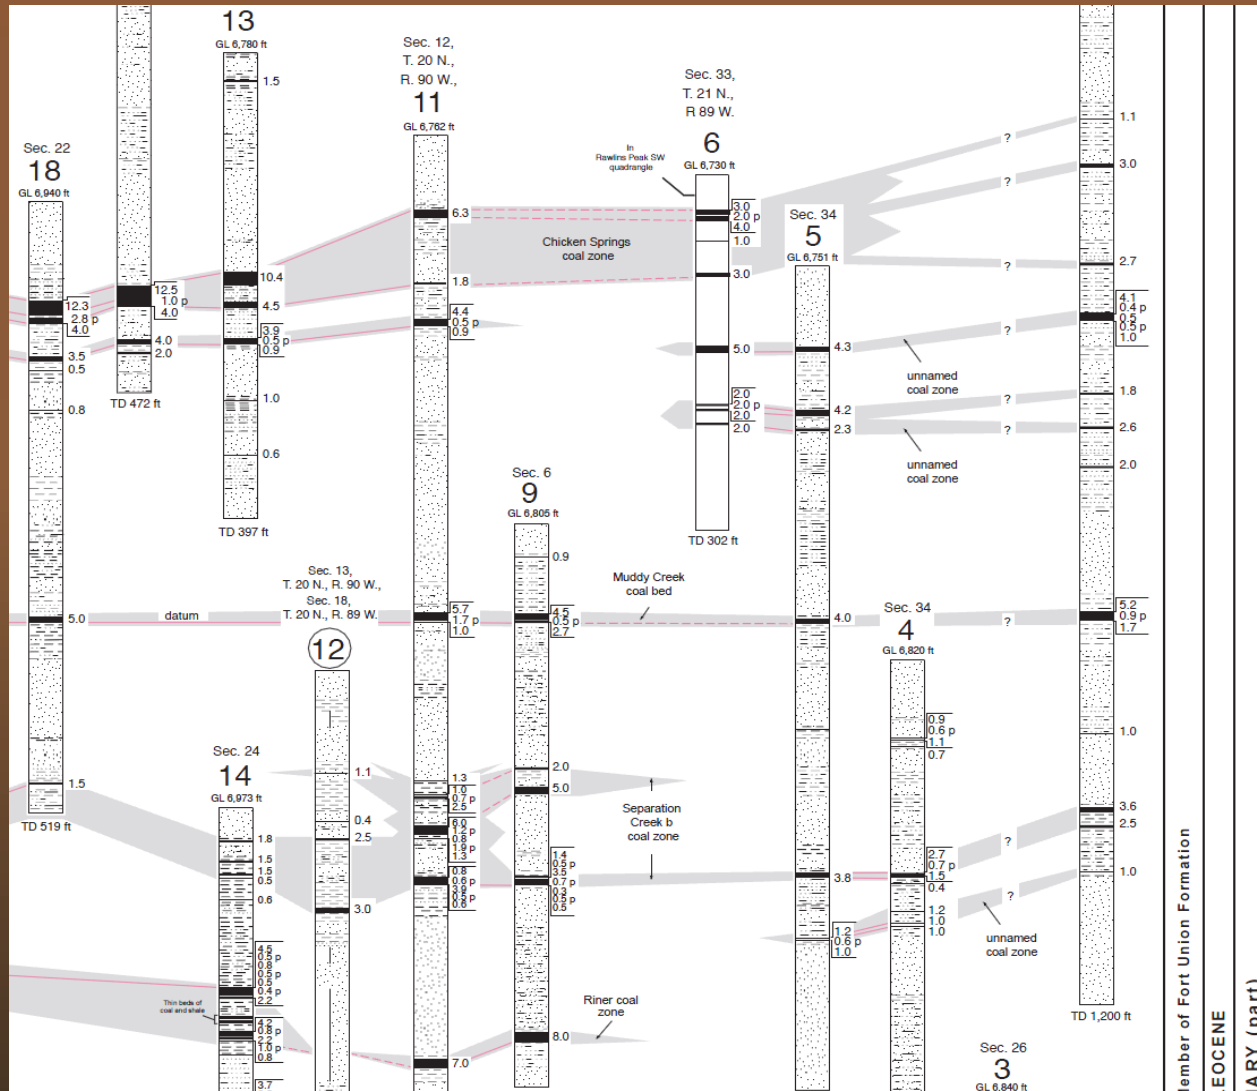 13
GL 6,780 ft
1.5
10.4
4.5
3.9
0.5 p
0.9
1.0
0.6
TD 397 ft
Sec. 12,
T. 20 N.,
R. 90 W.,
11
GL 6,762 ft
6.3
1.8
4.4
0.5 p
0.9
5.7
1.7 p
1.0
1.3
1.0
0.7 p
2.5
6.0
1.2 p
0.8
1.9 p
1.3
0.8
0.6 p
3.9
0.5 p
0.6
7.0
Sec. 33,
T. 21 N.,
R 89 W.
6
GL 6,730 ft
In
Rawlins Peak SW
quadrangle
3.0
2.0 p
4.0
1.0
3.0
5.0
2.0
2.0 p
2.0
2.0
TD 302 ft
Chicken Springs
coal zone
Sec. 22
18
GL 6,940 ft
12.3
2.8 p
4.0
3.5
0.5
0.8
5.0
1.5
TD 519 ft
12.5
1.0 p
4.0
4.0
2.0
TD 472 ft
datum
Sec. 34
5
GL 6,751 ft
4.3
4.2
2.3
4.0
3.8
1.2
0.6 p
1.0
?
?
?
?
?
?
?
?
?
unnamed
coal zone
unnamed
coal zone
unnamed
coal zone
1.1
3.0
2.7
4.1
0.4 p
0.5
0.5 p
1.0
1.8
2.6
2.0
5.2
0.9 p
1.7
1.0
3.6
2.5
1.0
TD 1,200 ft
Sec. 6
9
GL 6,805 ft
0.9
4.5
0.5 p
2.7
2.0
5.0
1.4
0.5 p
3.5
0.7 p
0.3
0.5 p
0.5
8.0
Muddy Creek
coal bed
Separation
Creek b
coal zone
Riner coal
zone
Sec. 13,
T. 20 N., R. 90 W.,
Sec. 18,
T. 20 N., R. 89 W.
12
1.1
0.4
2.5
3.0
Sec. 24
14
GL 6,973 ft
1.8
1.5
1.5
0.5
0.6
4.5
0.5 p
0.8
0.5 p
0.5
0.4 p
2.2
Thin beds of
coal and shale
4.2
0.8 p
2.2
1.0 p
0.8
3.7
Sec. 34
4
GL 6,820 ft
0.9
0.6 p
1.1
0.7
2.7
0.7 p
1.5
0.4
1.2
1.0
1.0
Sec. 26
3
GL 6,840 ft
ember of Fort Union Formation
EOCENE
ARY (part)